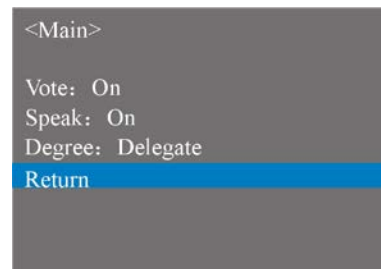 <Main>
Vote：On
Speak：On
Degree：Delegate
Return